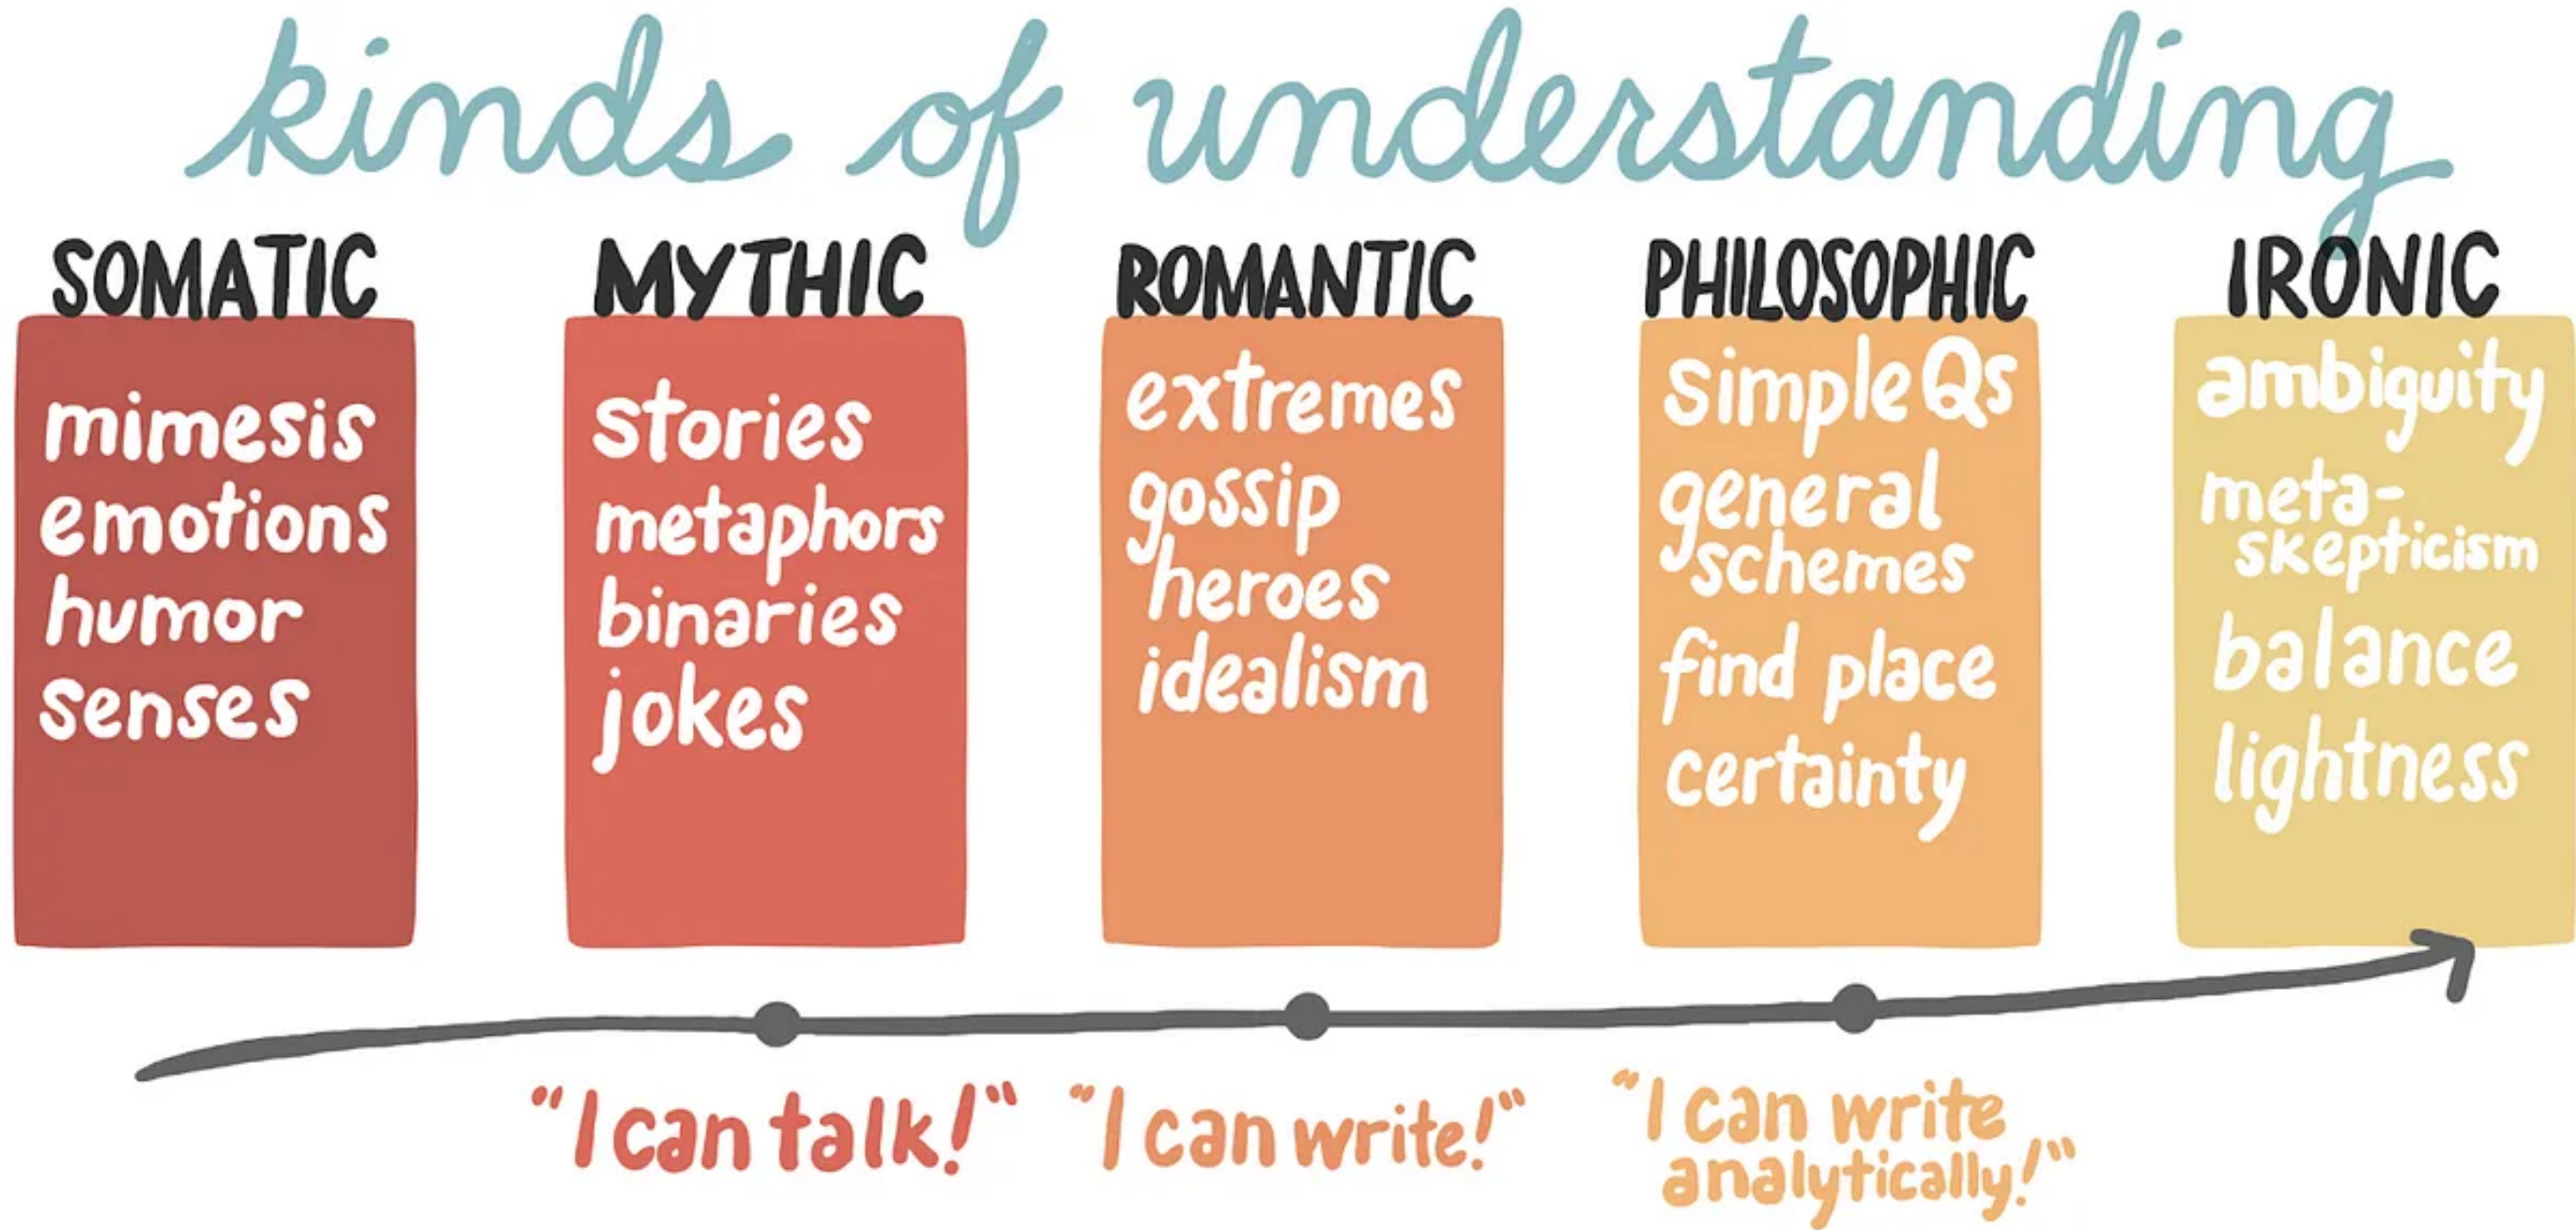 kinds of understanding
SOMATIC
mimesis
emotions
humor
senses
MYTHIC
stories
metaphors
binaries
jokes
ROMANTIC
extremes
gossip
heroes
idealism
PHILOSOPHIC
simple Qs
general
schemes
find place
certainty
IRONIC
ambiguity
meta-
skepticism
balance
lightness
"I can talk!"
"I can write!"
"I can write
analytically!"